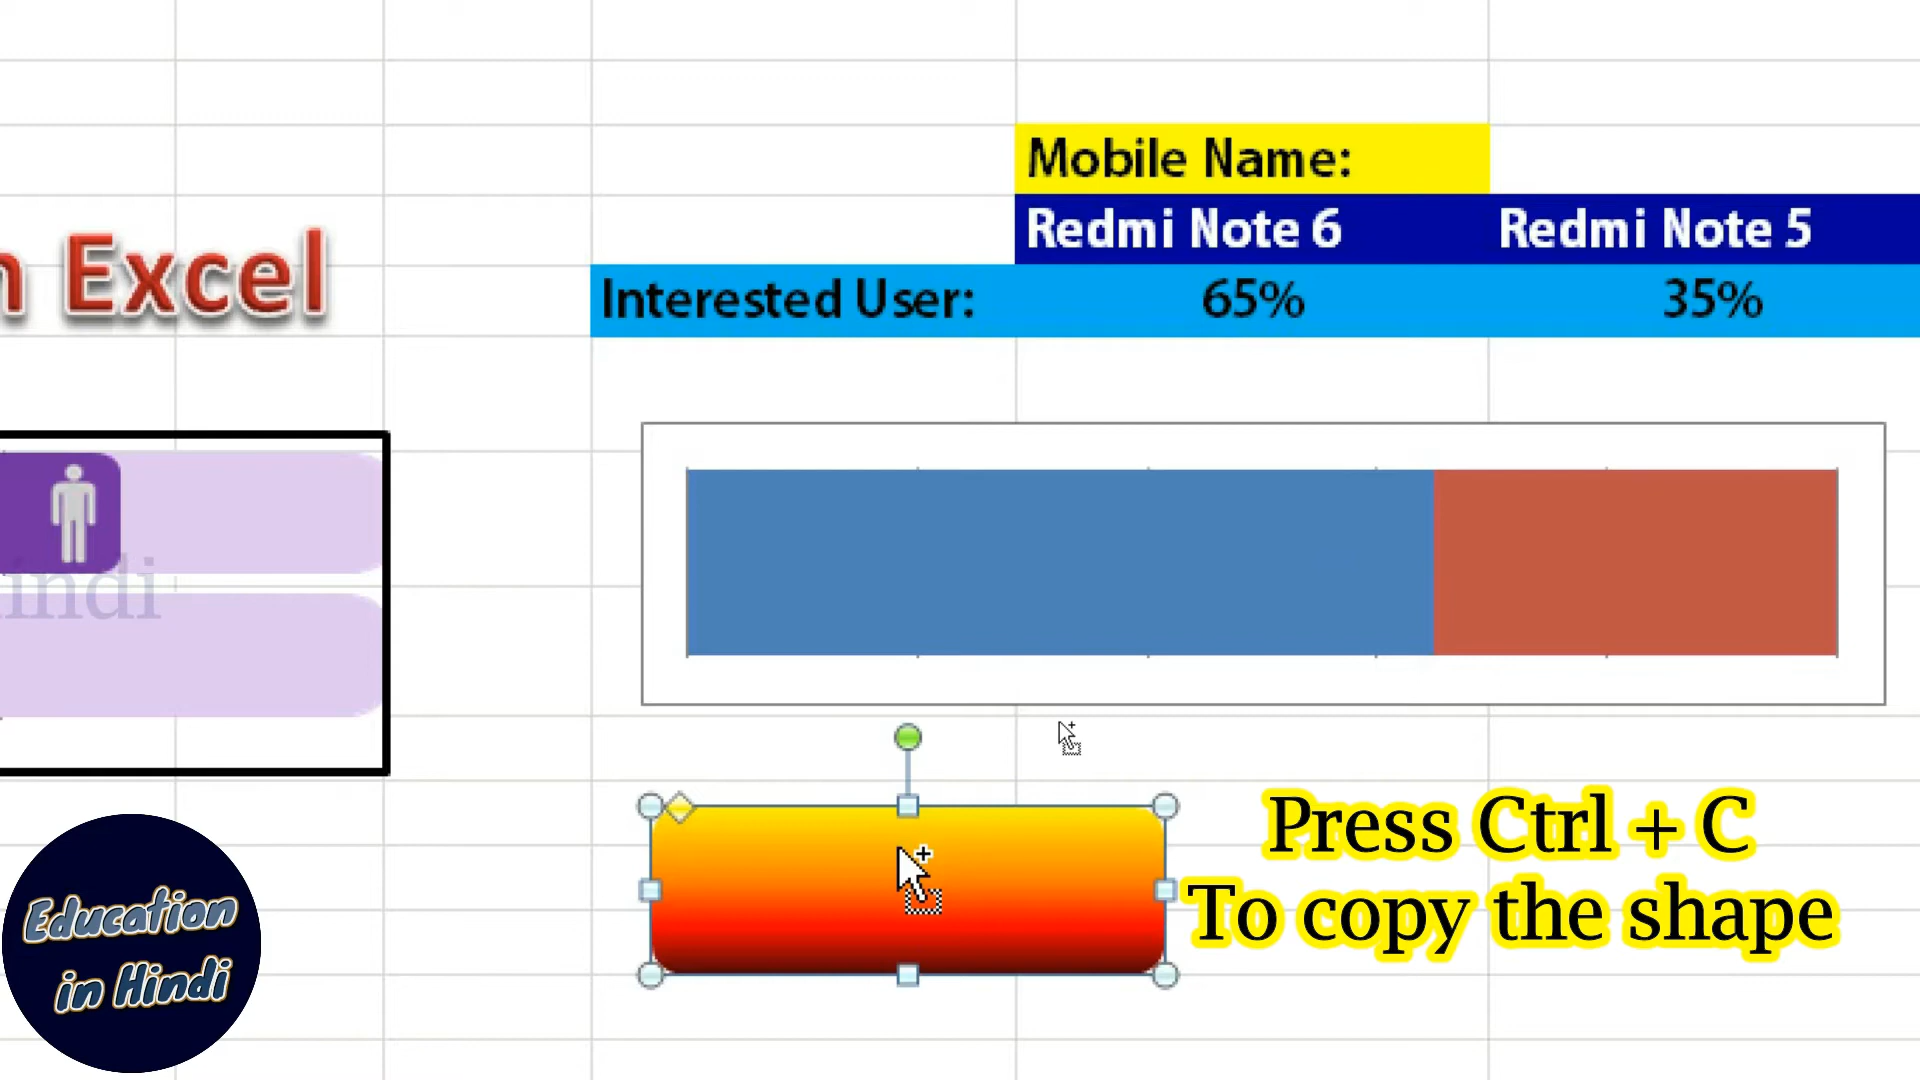 Mobile Name:
Redmi Note 6 Redmi Note 5
n Excel
Interested User: 65% 35%
indi
Press Ctrl + C
To copy the shape
Education
in Hindi